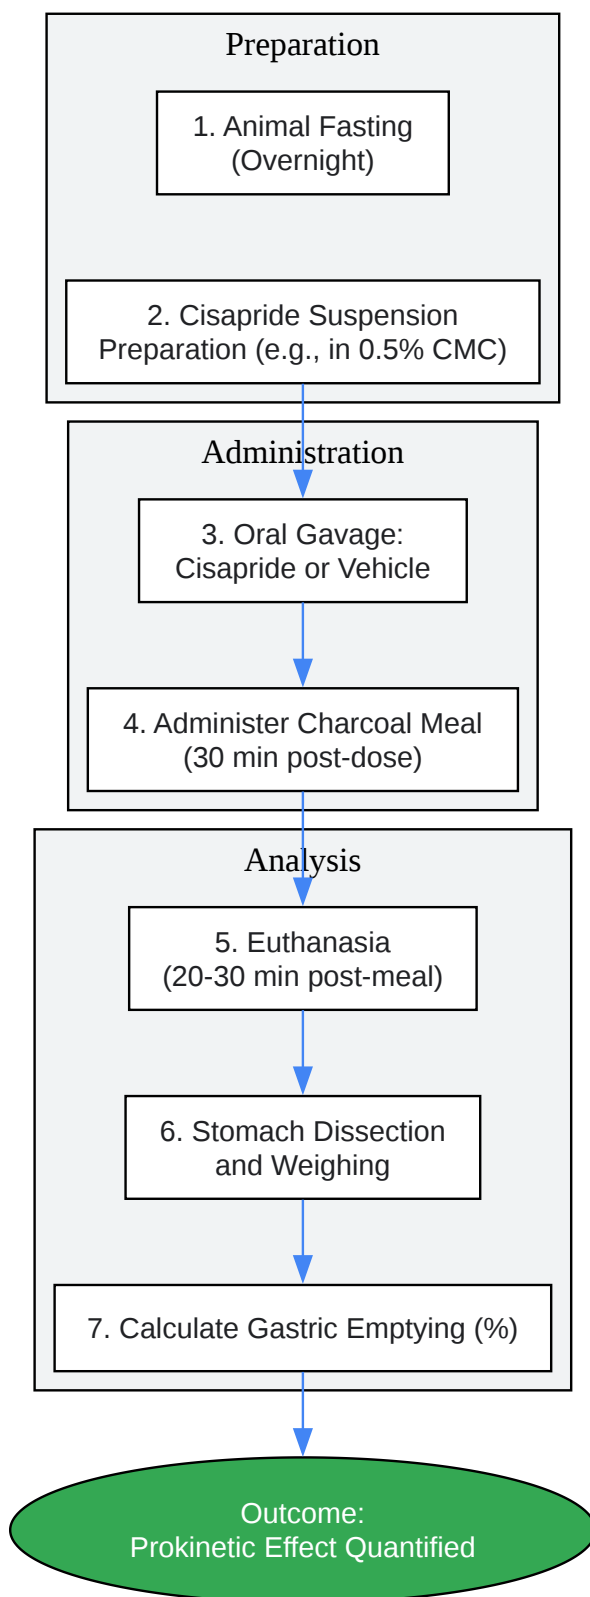 Preparation
1. Animal Fasting
(Overnight)
2. Cisapride Suspension
Preparation (e.g., in 0.5% CMC)
Administration
3. Oral Gavage:
Cisapride or Vehicle
4. Administer Charcoal Meal
(30 min post-dose)
Analysis
5. Euthanasia
(20-30 min post-meal)
6. Stomach Dissection
and Weighing
7. Calculate Gastric Emptying (%)
Outcome:
Prokinetic Effect Quantified